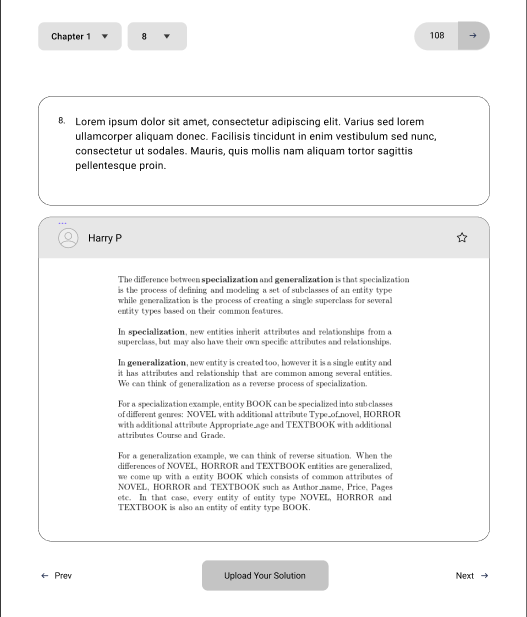 Chapter 1 ▼ 8 ▼ 108 →
8. Lorem ipsum dolor sit amet, consectetur adipiscing elit. Varius sed lorem
ullamcorper aliquam donec. Facilisis tincidunt in enim vestibulum sed nunc,
consectetur ut sodales. Mauris, quis mollis nam aliquam tortor sagittis
pellentesque proin.
...
Harry P
The difference between specialization and generalization is that specialization
is the process of defining and modeling a set of subclasses of an entity type
while generalization is the process of creating a single superclass for several
entity types based on their common features.
In specialization, new entities inherit attributes and relationships from a
superclass, but may also have their own specific attributes and relationships.
In generalization, new entity is created too, however it is a single entity and
it has attributes and relationship that are common among several entities.
We can think of generalization as a reverse process of specialization.
For a specialization example, entity BOOK can be specialized into subclasses
of different genres: NOVEL with additional attribute Type_of_novel, HORROR
with additional attribute Appropriate_age and TEXTBOOK with additional
attributes Course and Grade.
For a generalization example, we can think of reverse situation. When the
differences of NOVEL, HORROR and TEXTBOOK entities are generalized,
we come up with a entity BOOK which consists of common attributes of
NOVEL, HORROR and TEXTBOOK such as Author_name, Price, Pages
etc. In that case, every entity of entity type NOVEL, HORROR and
TEXTBOOK is also an entity of entity type BOOK.
← Prev Upload Your Solution Next →